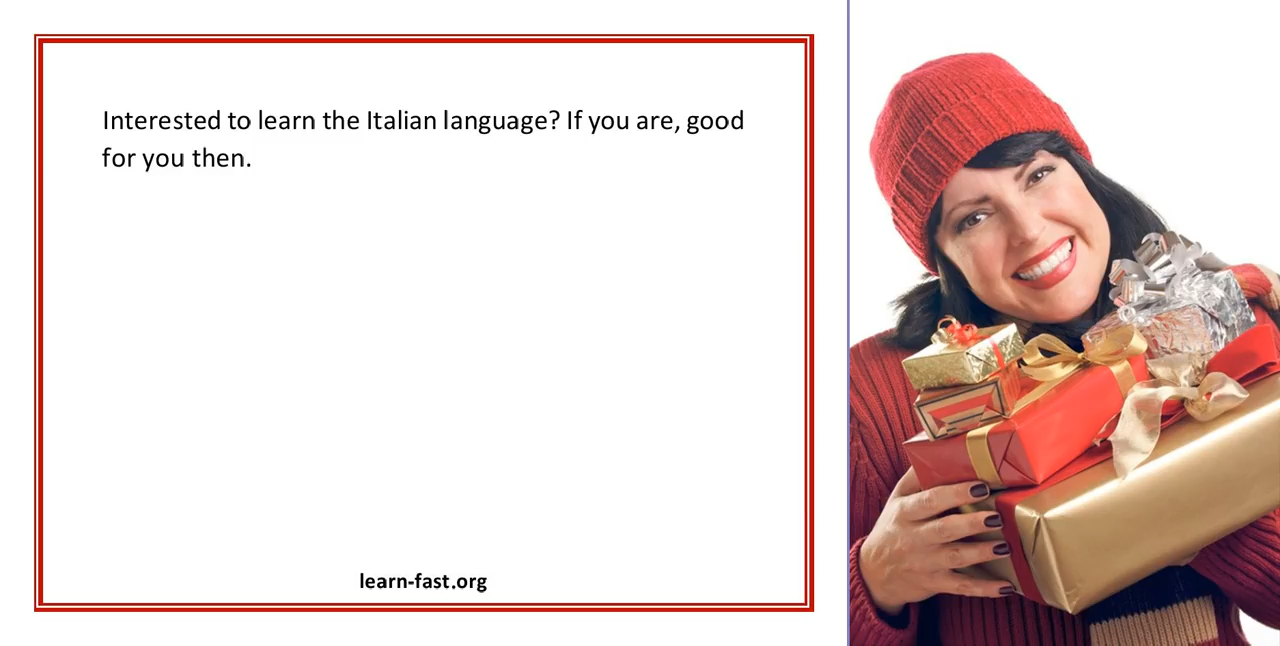 Interested to learn the Italian language? If you are, good
for you then.
learn-fast.org